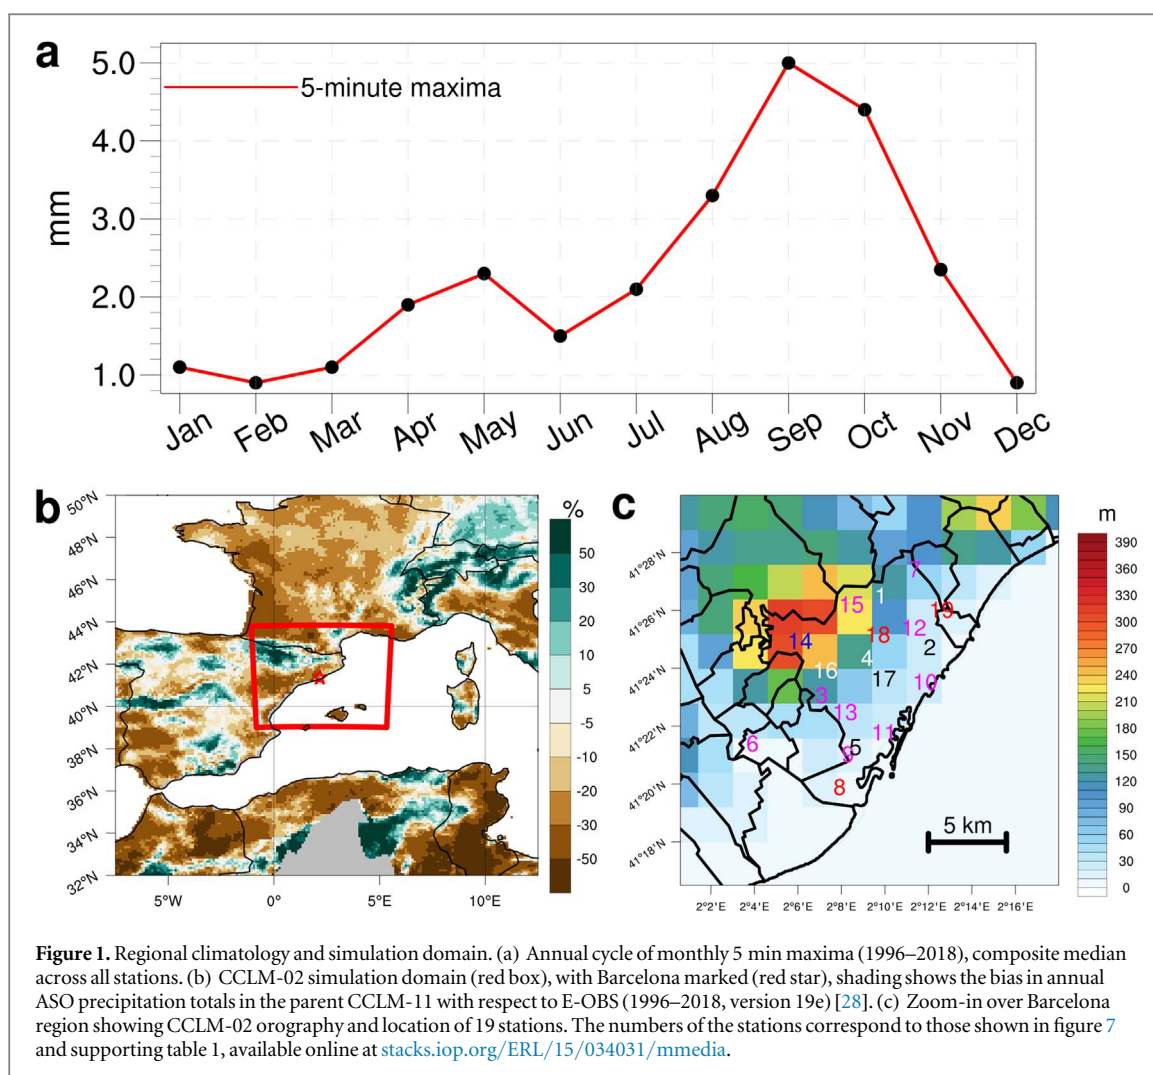 a
5-minute maxima
mm
5.0
4.0
3.0
2.0
1.0
Jan
Feb
Mar
Apr
May
Jun
Jul
Aug
Sep
Oct
Nov
Dec
b
50°N
48°N
46°N
44°N
42°N
40°N
38°N
36°N
34°N
32°N
5°W
0°
5°E
10°E
%
50
30
20
10
5
-5
-10
-20
-30
-50
c
41°28'N
41°26'N
41°24'N
41°22'N
41°20'N
41°18'N
2°2'E
2°4'E
2°6'E
2°8'E
2°10'E
2°12'E
2°14'E
2°16'E
7
1
15
19
12
18
14
2
4
16
17
10
3
13
11
6
5
9
8
5 km
m
390
360
330
300
270
240
210
180
150
120
90
60
30
0
Figure 1. Regional climatology and simulation domain. (a) Annual cycle of monthly 5 min maxima (1996–2018), composite median
across all stations. (b) CCLM-02 simulation domain (red box), with Barcelona marked (red star), shading shows the bias in annual
ASO precipitation totals in the parent CCLM-11 with respect to E-OBS (1996–2018, version 19e) [28]. (c) Zoom-in over Barcelona
region showing CCLM-02 orography and location of 19 stations. The numbers of the stations correspond to those shown in figure 7
and supporting table 1, available online at stacks.iop.org/ERL/15/034031/mmedia.